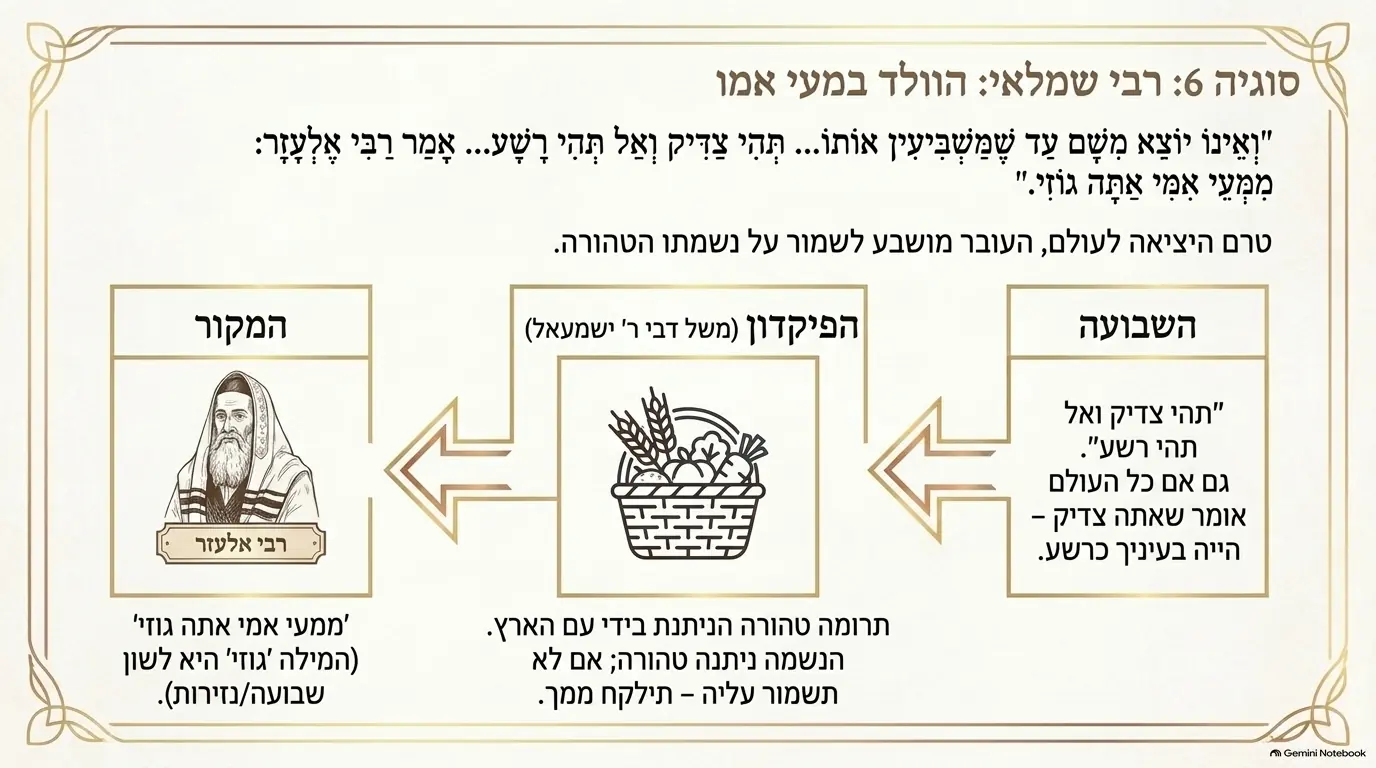 סוגיה 6: רבי שמלאי: הוולד במעי אמו
"וְאֵינוֹ יוֹצֵא מִשָּׁם עַד שֶׁמַּשְׁבִּיעִין אוֹתוֹ... תְּהִי צַדִּיק וְאַל תְּהִי רָשָׁע... אָמַר רַבִּי אֶלְעָזָר:
מִמְּעֵי אִמִּי אַתָּה גוֹזִי."
טרם היציאה לעולם, העובר מושבע לשמור על נשמתו הטהורה.
השבועה
"תהי צדיק ואל
תהי רשע".
גם אם כל העולם
אומר שאתה צדיק –
הייה בעיניך כרשע.
הפיקדון (משל דבי ר' ישמעאל)
תרומה טהורה הניתנת בידי עם הארץ.
הנשמה ניתנה טהורה; אם לא
תשמור עליה – תילקח ממך.
המקור
רבי אלעזר
'ממעי אמי אתה גוזי'
(המילה 'גוזי' היא לשון
שבועה/נזירות).
Gemini Notebook